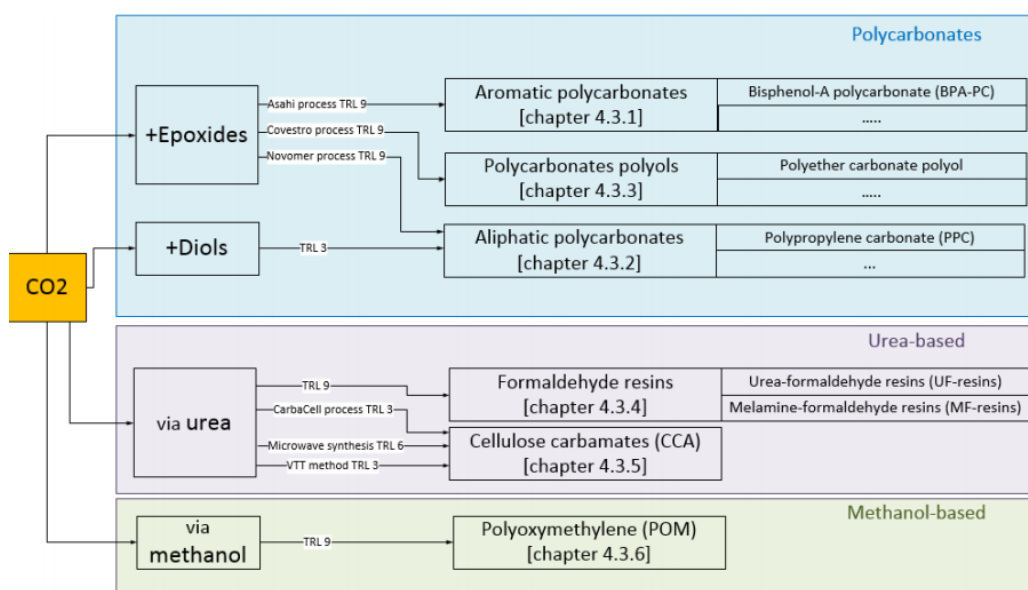 Polycarbonates
+Epoxides
Asahi process TRL 9
Covestro process TRL 9
Novomer process TRL 9
Aromatic polycarbonates
[chapter 4.3.1]
Bisphenol-A polycarbonate (BPA-PC)
.....
Polycarbonates polyols
[chapter 4.3.3]
Polyether carbonate polyol
.....
+Diols
TRL 3
Aliphatic polycarbonates
[chapter 4.3.2]
Polypropylene carbonate (PPC)
...
CO2
Urea-based
via urea
TRL 9
CarbaCell process TRL 3
Microwave synthesis TRL 6
VTT method TRL 3
Formaldehyde resins
[chapter 4.3.4]
Urea-formaldehyde resins (UF-resins)
Melamine-formaldehyde resins (MF-resins)
Cellulose carbamates (CCA)
[chapter 4.3.5]
Methanol-based
via
methanol
TRL 9
Polyoxymethylene (POM)
[chapter 4.3.6]